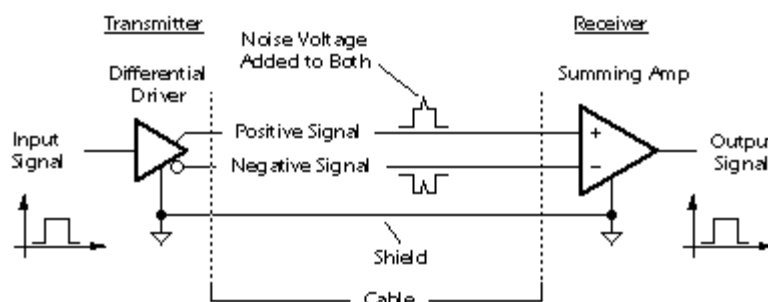 Transmitter
Receiver
Noise Voltage
Added to Both
Differential
Driver
Summing Amp
Input
Signal
Positive Signal
+
Output
Signal
Negative Signal
−
Shield
Cable